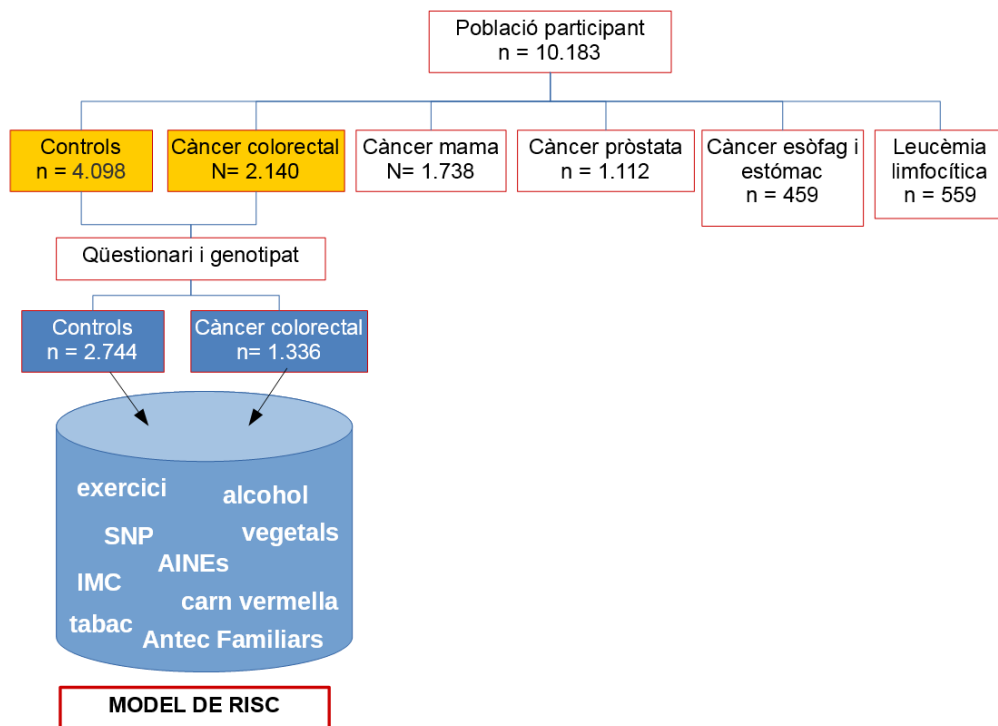 Població participant
n = 10.183
Controls
n = 4.098
Càncer colorectal
N= 2.140
Càncer mama
N= 1.738
Càncer pròstata
n = 1.112
Càncer esòfag i
estómac
n = 459
Leucèmia
limfocítica
n = 559
Qüestionari i genotipat
Controls
n = 2.744
Càncer colorectal
n= 1.336
exercici
alcohol
SNP
vegetals
AINEs
IMC
carn vermella
tabac
Antec Familiars
MODEL DE RISC